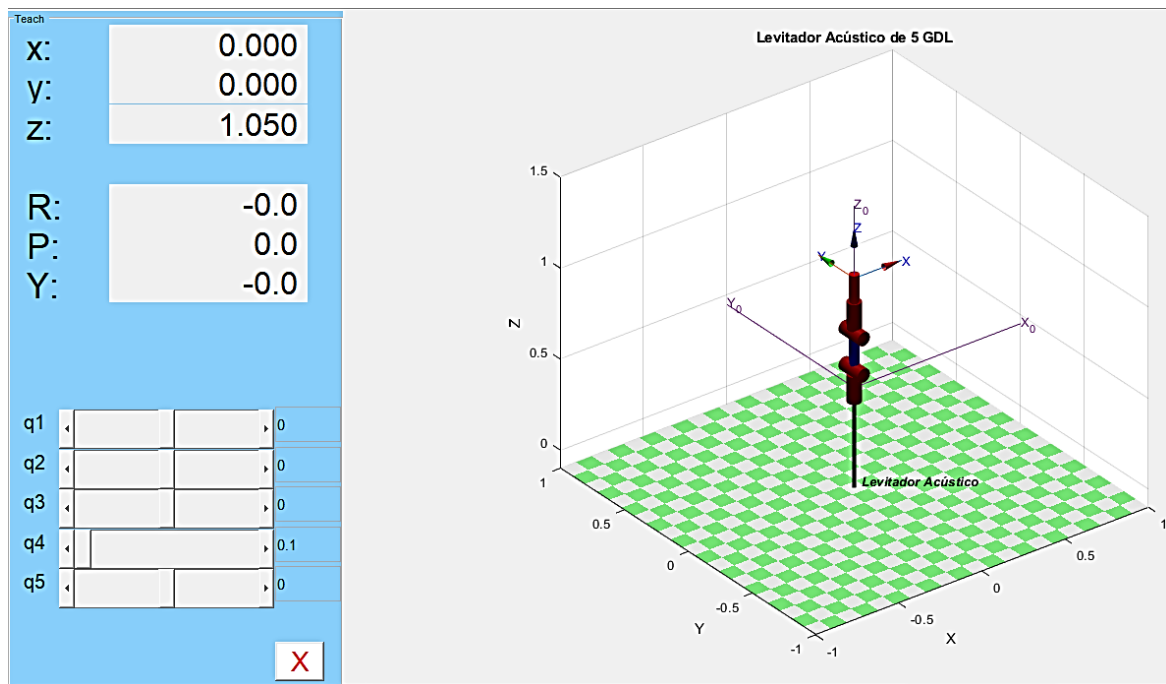 Teach
x: 0.000
y: 0.000
z: 1.050
R: -0.0
P: 0.0
Y: -0.0
q1 0
q2 0
q3 0
q4 0.1
q5 0
X
Levitador Acústico de 5 GDL
1.5
1
0.5
0
Z
Z0
Z
Y
X
Y0
X0
Levitador Acústico
1
0.5
0
-0.5
-1
Y
-1
-0.5
0
0.5
1
X